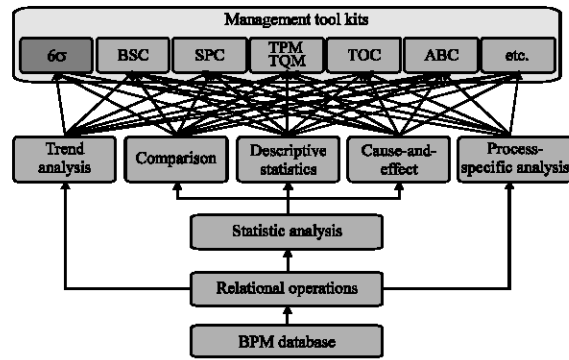 Management tool kits
6σ BSC SPC TPM TQM TOC ABC etc.
Trend analysis
Comparison
Descriptive statistics
Cause-and-effect
Process-specific analysis
Statistic analysis
Relational operations
BPM database